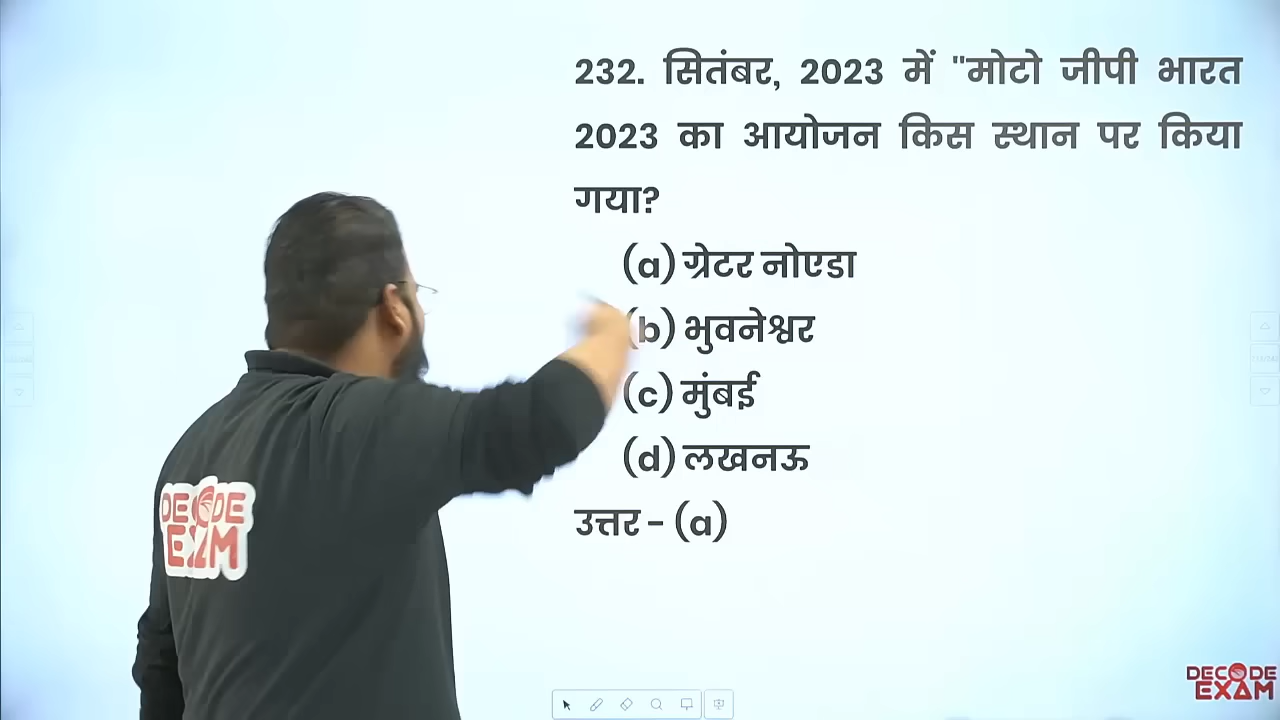 232. सितंबर, 2023 में "मोटो जीपी भारत
2023 का आयोजन किस स्थान पर किया
गया?
(a) ग्रेटर नोएडा
(b) भुवनेश्वर
(c) मुंबई
(d) लखनऊ
उत्तर - (a)
DECODE
EXAM
DECODE
EXAM